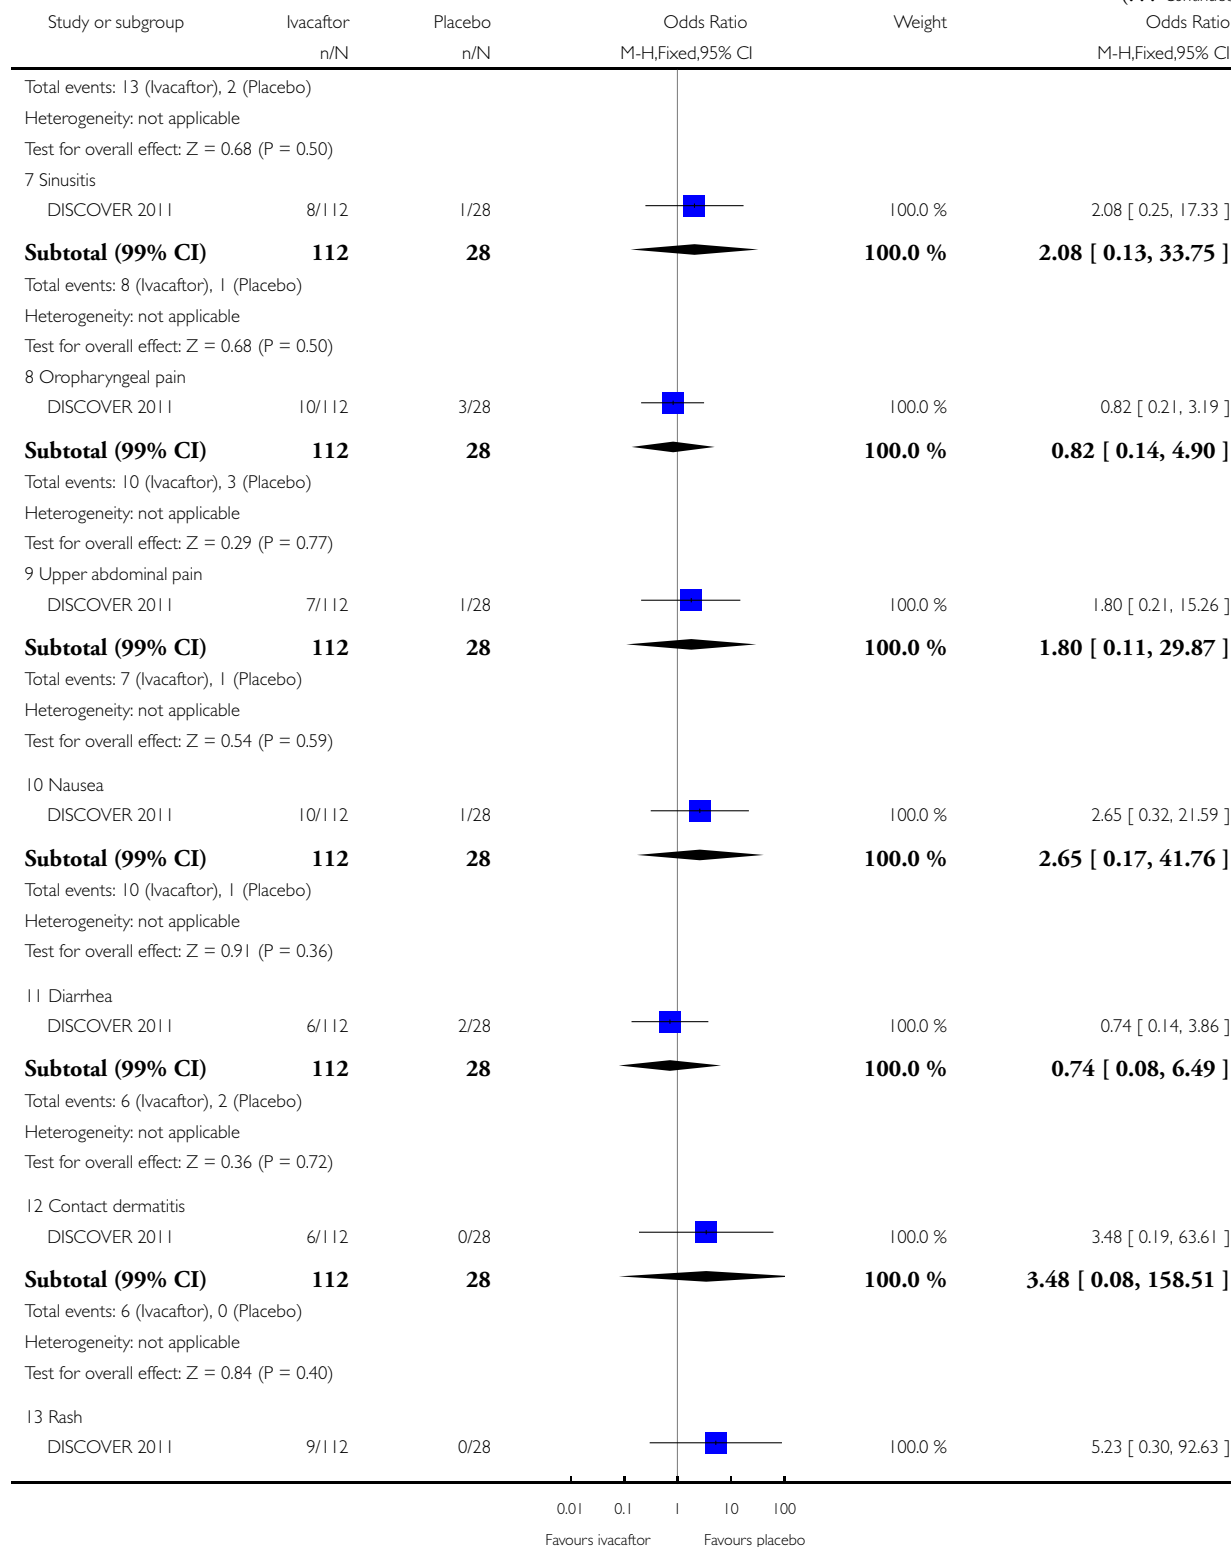 Study or subgroup Ivacaftor Placebo Odds Ratio Weight Odds Ratio
n/N n/N M-H,Fixed,95% CI M-H,Fixed,95% CI
Total events: 13 (Ivacaftor), 2 (Placebo)
Heterogeneity: not applicable
Test for overall effect: Z = 0.68 (P = 0.50)
7 Sinusitis
DISCOVER 2011 8/112 1/28 100.0 % 2.08 [ 0.25, 17.33 ]
Subtotal (99% CI) 112 28 100.0 % 2.08 [ 0.13, 33.75 ]
Total events: 8 (Ivacaftor), 1 (Placebo)
Heterogeneity: not applicable
Test for overall effect: Z = 0.68 (P = 0.50)
8 Oropharyngeal pain
DISCOVER 2011 10/112 3/28 100.0 % 0.82 [ 0.21, 3.19 ]
Subtotal (99% CI) 112 28 100.0 % 0.82 [ 0.14, 4.90 ]
Total events: 10 (Ivacaftor), 3 (Placebo)
Heterogeneity: not applicable
Test for overall effect: Z = 0.29 (P = 0.77)
9 Upper abdominal pain
DISCOVER 2011 7/112 1/28 100.0 % 1.80 [ 0.21, 15.26 ]
Subtotal (99% CI) 112 28 100.0 % 1.80 [ 0.11, 29.87 ]
Total events: 7 (Ivacaftor), 1 (Placebo)
Heterogeneity: not applicable
Test for overall effect: Z = 0.54 (P = 0.59)
10 Nausea
DISCOVER 2011 10/112 1/28 100.0 % 2.65 [ 0.32, 21.59 ]
Subtotal (99% CI) 112 28 100.0 % 2.65 [ 0.17, 41.76 ]
Total events: 10 (Ivacaftor), 1 (Placebo)
Heterogeneity: not applicable
Test for overall effect: Z = 0.91 (P = 0.36)
11 Diarrhea
DISCOVER 2011 6/112 2/28 100.0 % 0.74 [ 0.14, 3.86 ]
Subtotal (99% CI) 112 28 100.0 % 0.74 [ 0.08, 6.49 ]
Total events: 6 (Ivacaftor), 2 (Placebo)
Heterogeneity: not applicable
Test for overall effect: Z = 0.36 (P = 0.72)
12 Contact dermatitis
DISCOVER 2011 6/112 0/28 100.0 % 3.48 [ 0.19, 63.61 ]
Subtotal (99% CI) 112 28 100.0 % 3.48 [ 0.08, 158.51 ]
Total events: 6 (Ivacaftor), 0 (Placebo)
Heterogeneity: not applicable
Test for overall effect: Z = 0.84 (P = 0.40)
13 Rash
DISCOVER 2011 9/112 0/28 100.0 % 5.23 [ 0.30, 92.63 ]
0.01 0.1 1 10 100
Favours ivacaftor Favours placebo